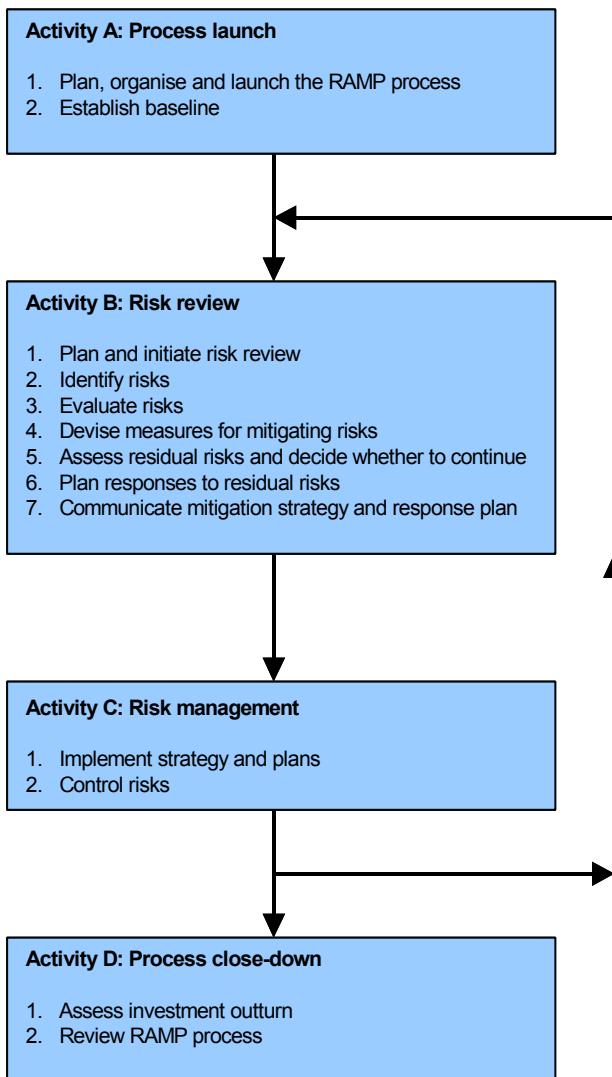 Activity A: Process launch
1. Plan, organise and launch the RAMP process
2. Establish baseline
Activity B: Risk review
1. Plan and initiate risk review
2. Identify risks
3. Evaluate risks
4. Devise measures for mitigating risks
5. Assess residual risks and decide whether to continue
6. Plan responses to residual risks
7. Communicate mitigation strategy and response plan
Activity C: Risk management
1. Implement strategy and plans
2. Control risks
Activity D: Process close-down
1. Assess investment outturn
2. Review RAMP process